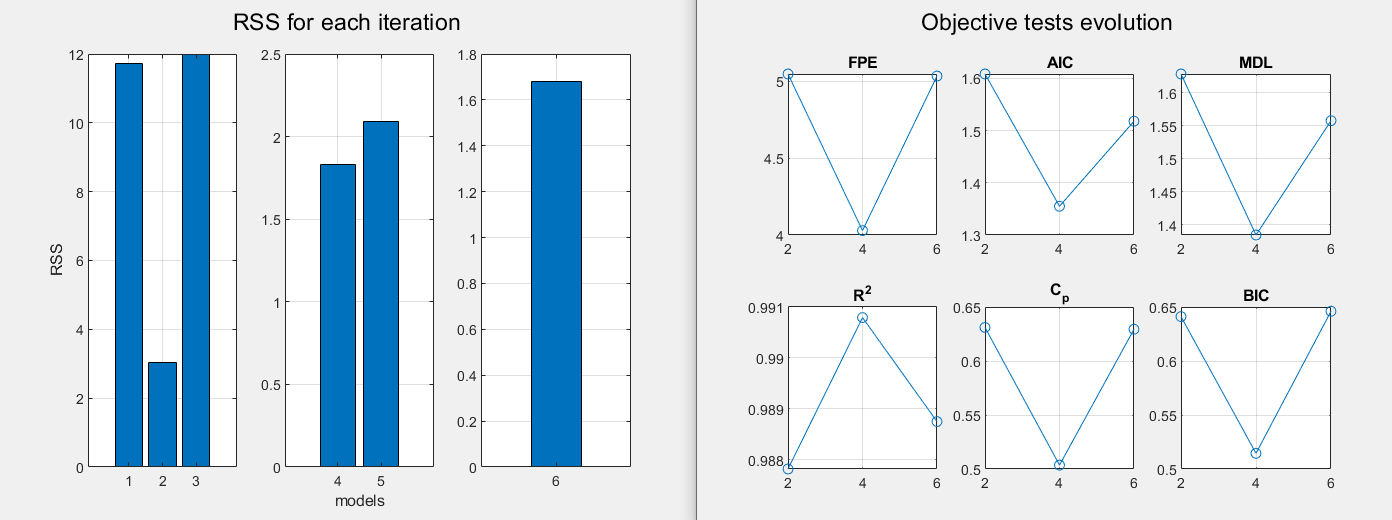 RSS for each iteration
RSS
12
10
8
6
4
2
0
1 2 3
2.5
2
1.5
1
0.5
0
4 5
models
1.8
1.6
1.4
1.2
1
0.8
0.6
0.4
0.2
0
6
Objective tests evolution
FPE
5
4.5
4
2 4 6
AIC
1.6
1.5
1.4
1.3
2 4 6
MDL
1.6
1.55
1.5
1.45
1.4
2 4 6
R²
0.991
0.99
0.989
0.988
2 4 6
Cₚ
0.65
0.6
0.55
0.5
2 4 6
BIC
0.65
0.6
0.55
0.5
2 4 6